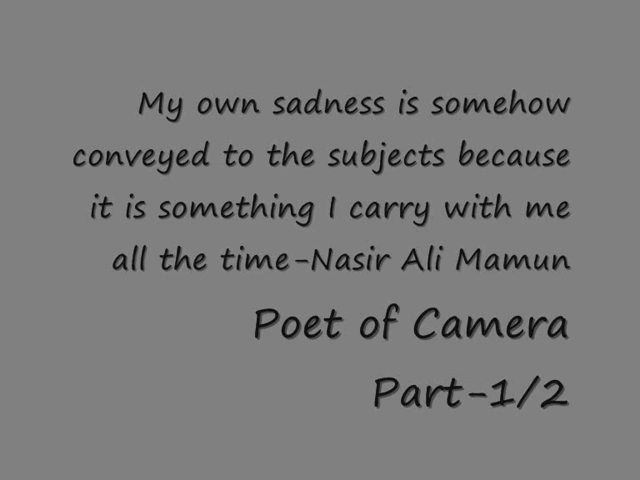 My own sadness is somehow
conveyed to the subjects because
it is something I carry with me
all the time-Nasir Ali Mamun
Poet of Camera
Part-1/2